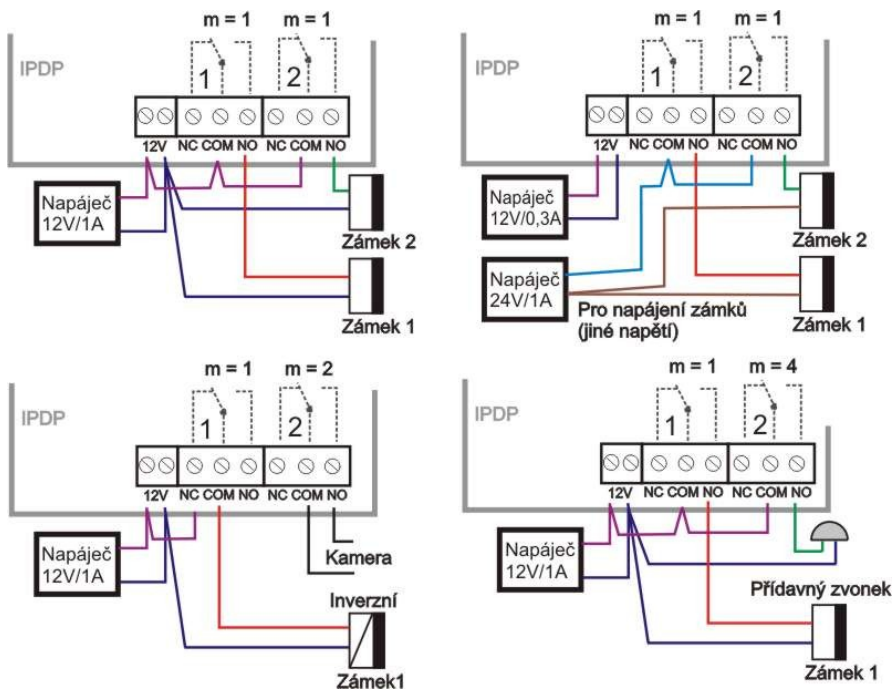 m = 1 m = 1
IPDP
1 2
12V NC COM NO NC COM NO
Napáječ
12V/1A
Zámek 2
Zámek 1
m = 1 m = 1
IPDP
1 2
12V NC COM NO NC COM NO
Napáječ
12V/0,3A
Zámek 2
Napáječ
24V/1A
Pro napájení zámků
(jiné napětí)
Zámek 1
m = 1 m = 2
IPDP
1 2
12V NC COM NO NC COM NO
Napáječ
12V/1A
Kamera
Inverzní
Zámek1
m = 1 m = 4
IPDP
1 2
12V NC COM NO NC COM NO
Napáječ
12V/1A
Přídavný zvonek
Zámek 1